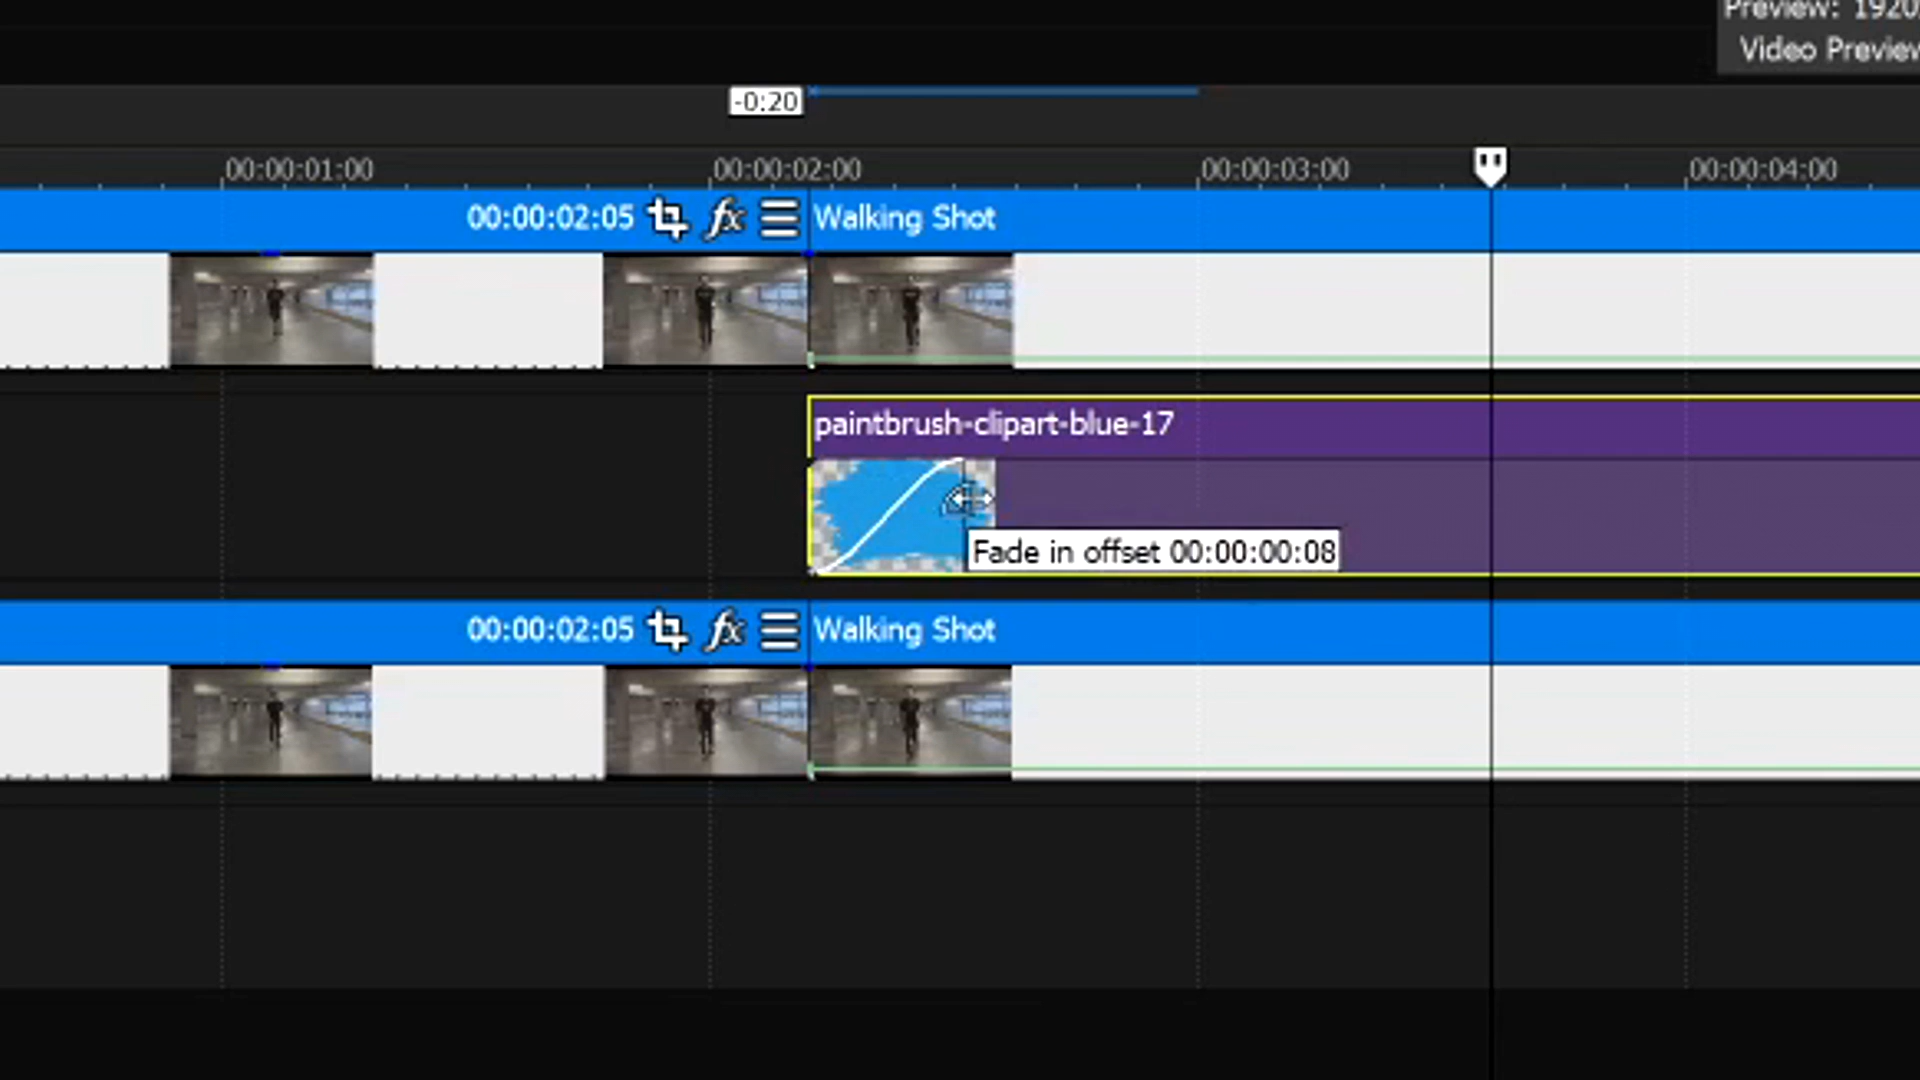 Preview: 1920
Video Preview
-0:20
00:00:01:00 00:00:02:00 00:00:03:00 00:00:04:00
00:00:02:05 fx Walking Shot
paintbrush-clipart-blue-17
Fade in offset 00:00:00:08
00:00:02:05 fx Walking Shot